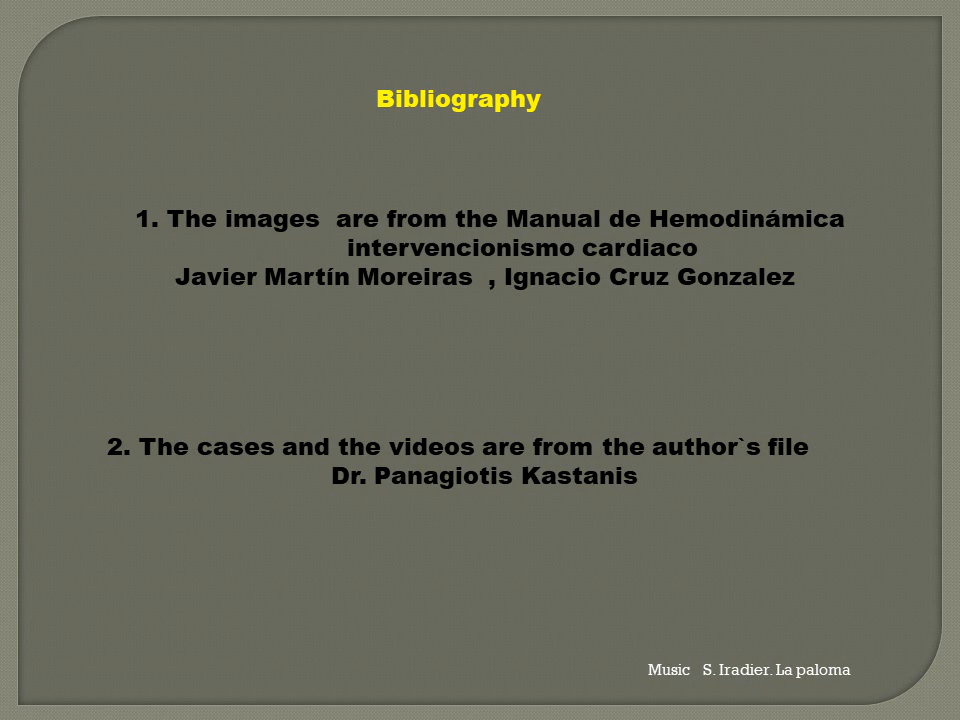 Bibliography
1. The images are from the Manual de Hemodinámica
intervencionismo cardiaco
Javier Martín Moreiras , Ignacio Cruz Gonzalez
2. The cases and the videos are from the author`s file
Dr. Panagiotis Kastanis
Music S. Iradier. La paloma